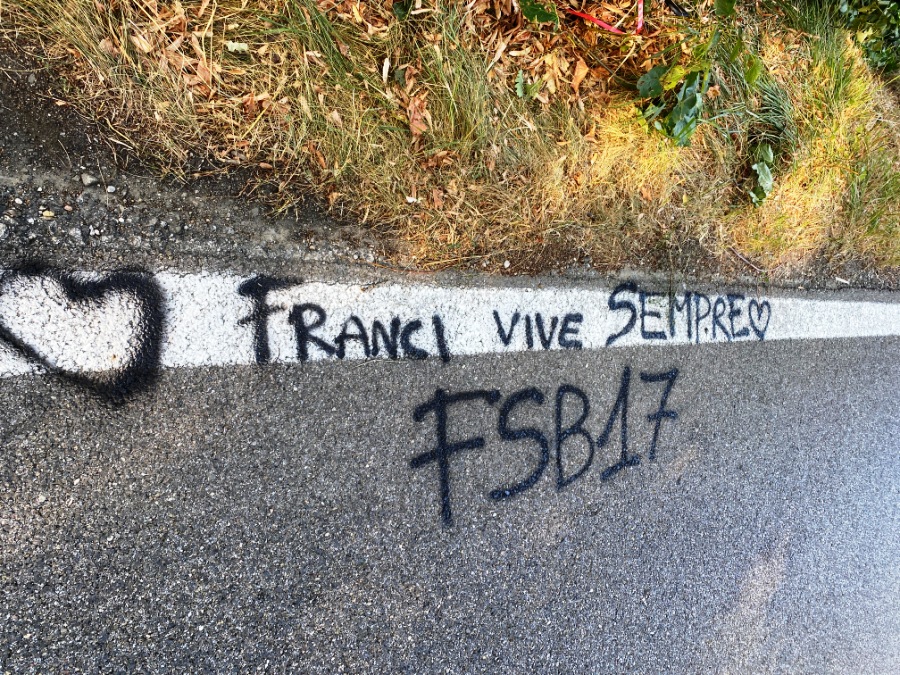 FRANCI VIVE SEMPRE♡
FSB17